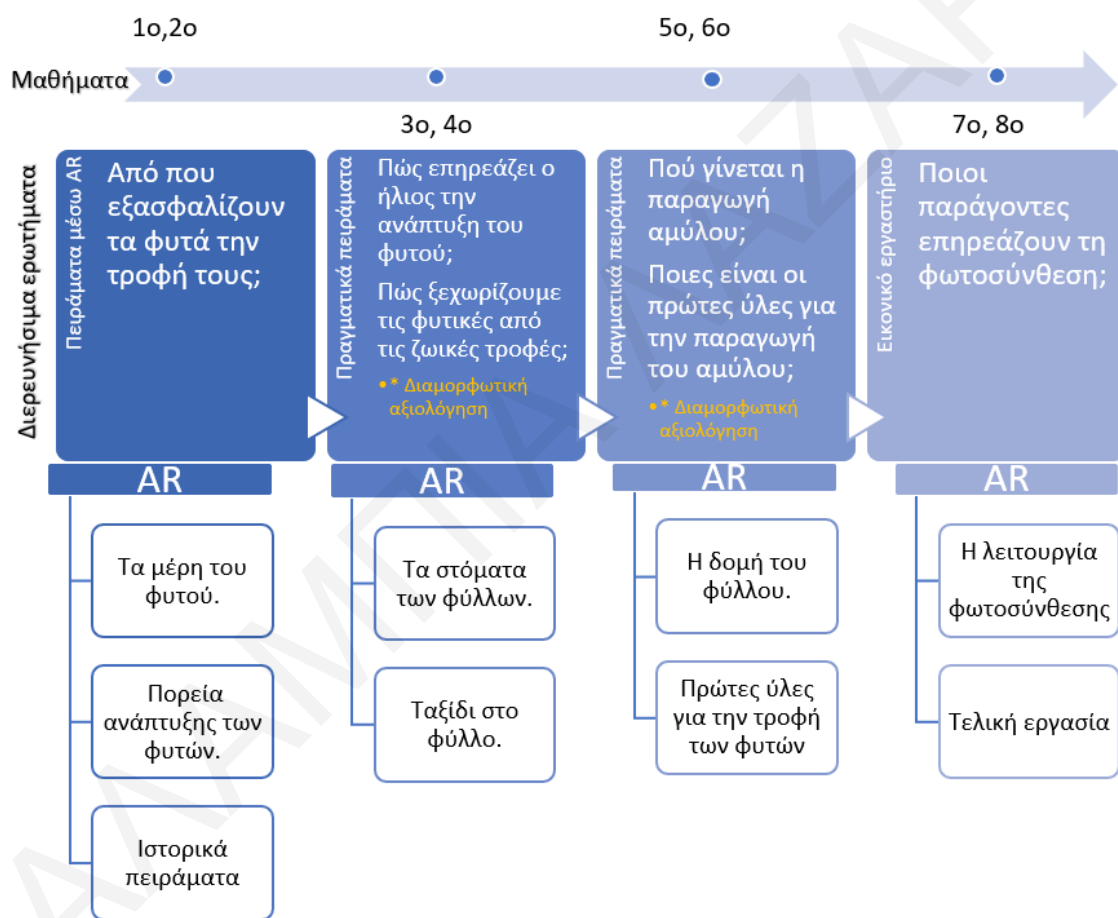 1ο,2ο
5ο, 6ο
Μαθήματα
3ο, 4ο
7ο, 8ο
Διερευνήσιμα ερωτήματα
Πειράματα μέσω AR
Από που
εξασφαλίζουν
τα φυτά την
τροφή τους;
Πραγματικά πειράματα
Πώς επηρεάζει ο
ήλιος την
ανάπτυξη του
φυτού;
Πώς ξεχωρίζουμε
τις φυτικές από
τις ζωικές τροφές;
•* Διαμορφωτική
αξιολόγηση
Πραγματικά πειράματα
Πού γίνεται η
παραγωγή
αμύλου;
Ποιες είναι οι
πρώτες ύλες για
την παραγωγή
του αμύλου;
•* Διαμορφωτική
αξιολόγηση
Εικονικό εργαστήριο
Ποιοι
παράγοντες
επηρεάζουν τη
φωτοσύνθεση;
AR
Τα μέρη του
φυτού.
Πορεία
ανάπτυξης των
φυτών.
Ιστορικά
πειράματα
AR
Τα στόματα
των φύλλων.
Ταξίδι στο
φύλλο.
AR
Η δομή του
φύλλου.
Πρώτες ύλες
για την τροφή
των φυτών
AR
Η λειτουργία
της
φωτοσύνθεσης
Τελική εργασία